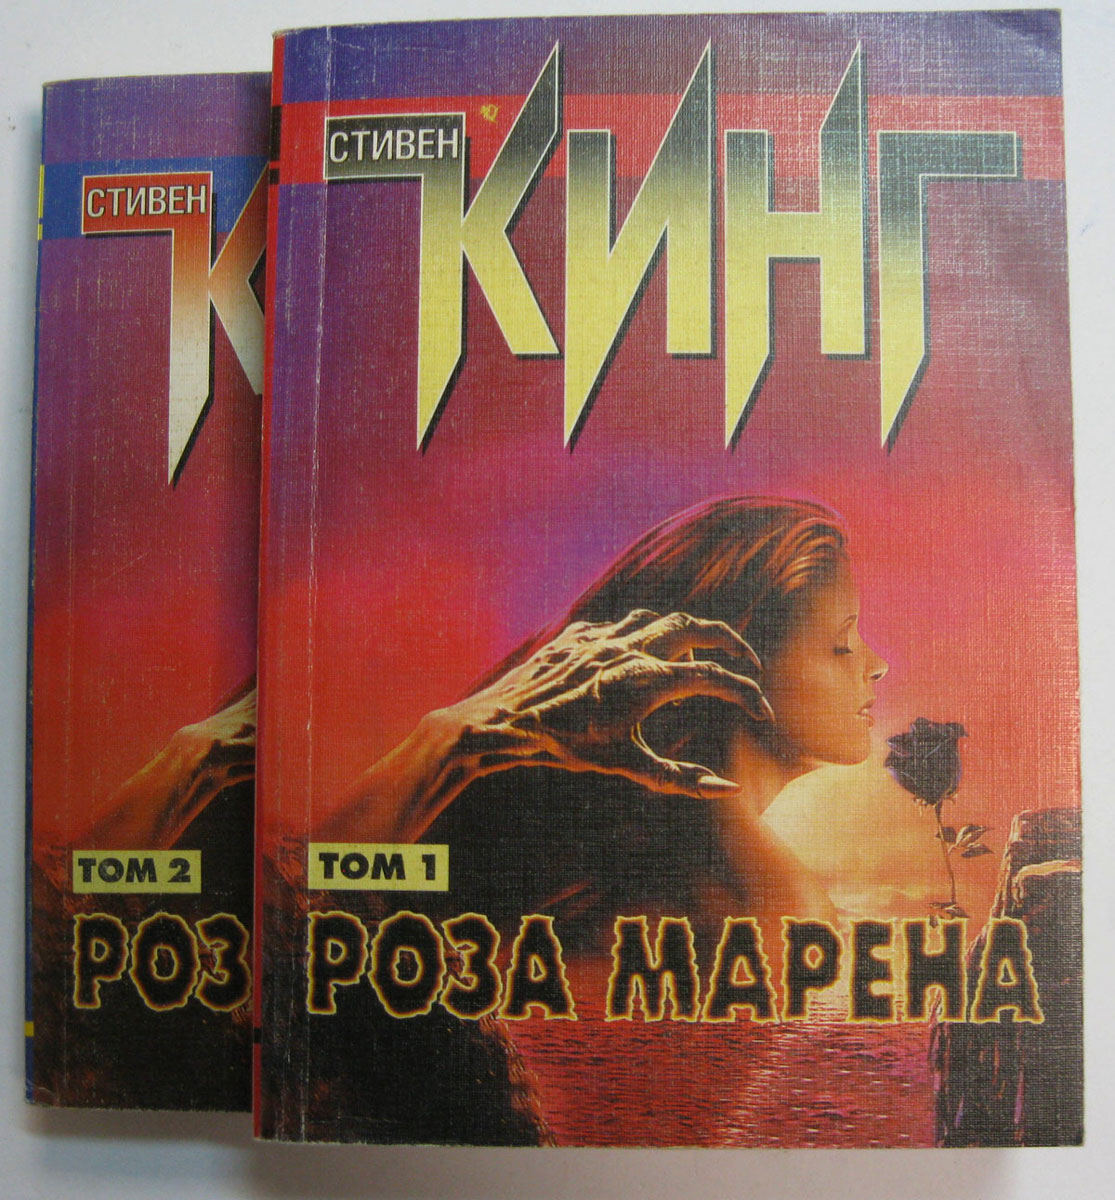 СТИВЕН
КИНГ
ТОМ 1
РОЗА МАРЕНА
СТИВЕН
К
ТОМ 2
РОЗ